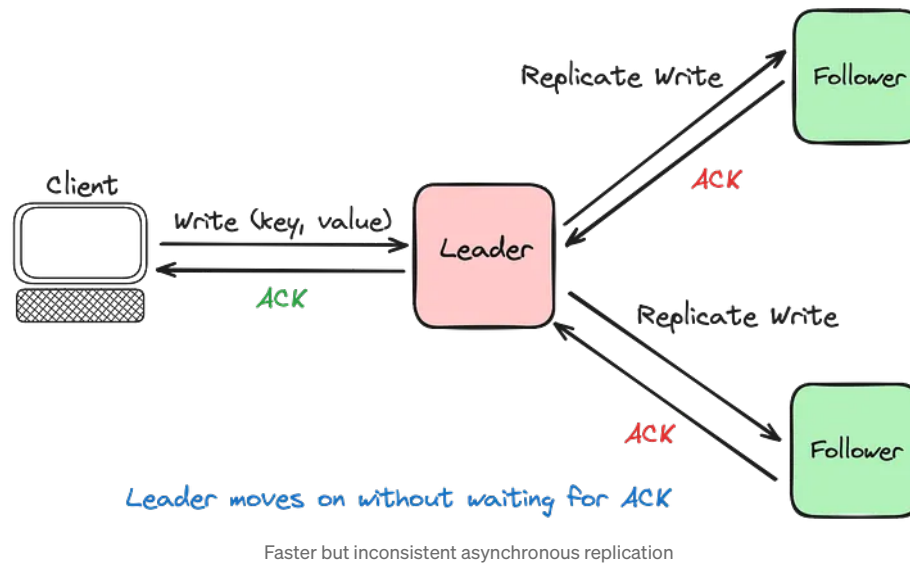 Replicate Write
Follower
ACK
Client
Write (key, value)
Leader
ACK
Replicate Write
ACK
Follower
Leader moves on without waiting for ACK
Faster but inconsistent asynchronous replication